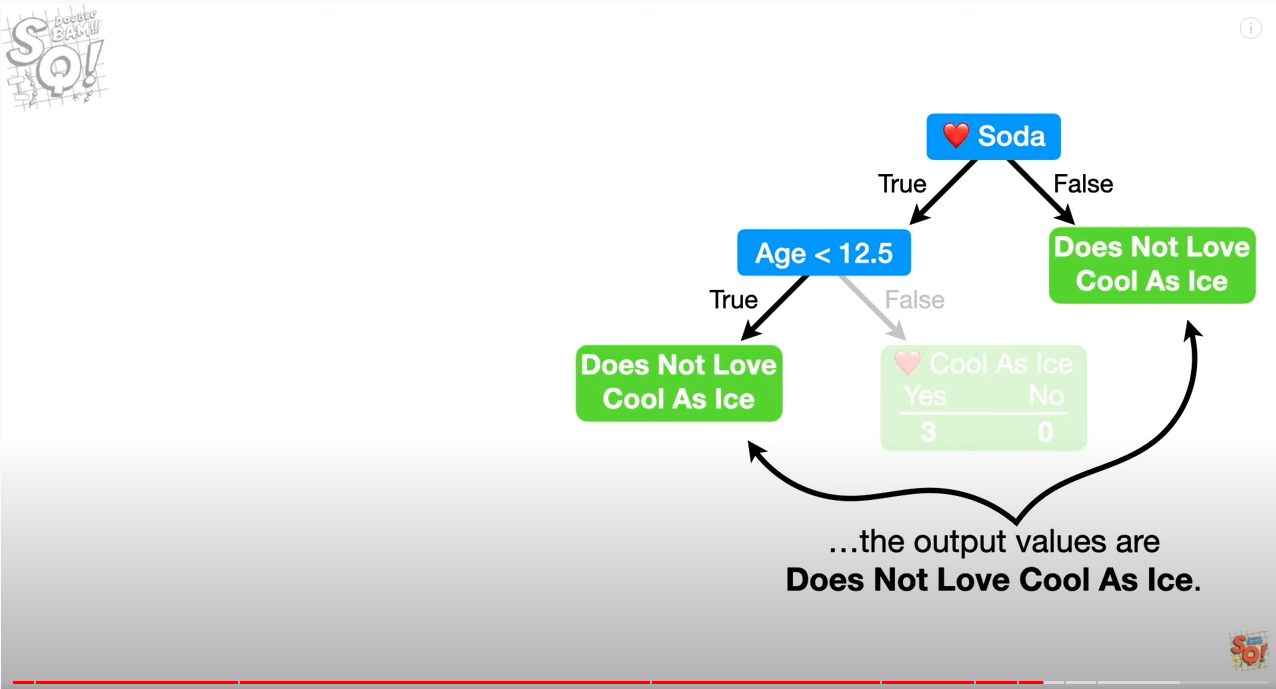 DOUBLE
BAM!!!
SQ!
❤️ Soda
True
False
Age < 12.5
Does Not Love
Cool As Ice
True
False
Does Not Love
Cool As Ice
❤️ Cool As Ice
Yes No
3 0
...the output values are
Does Not Love Cool As Ice.
SQ!